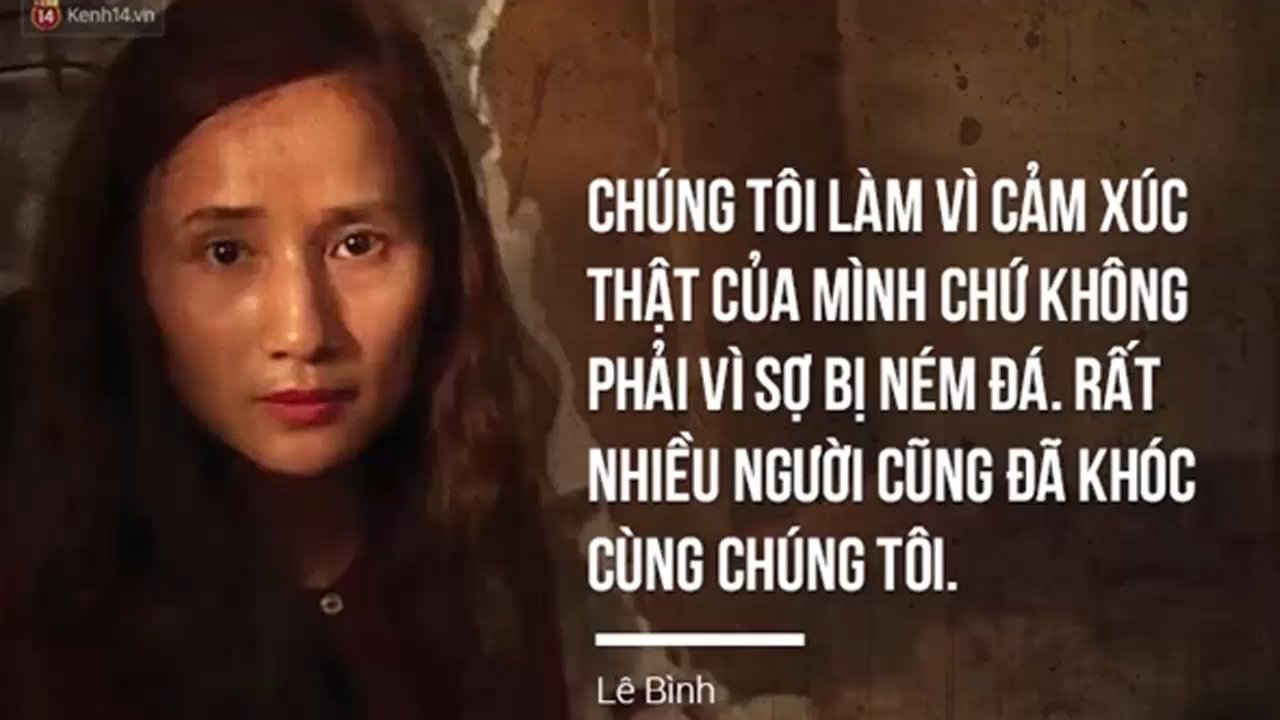 14 Kenh14.vn
CHÚNG TÔI LÀM VÌ CẢM XÚC
THẬT CỦA MÌNH CHỨ KHÔNG
PHẢI VÌ SỢ BỊ NÉM ĐÁ. RẤT
NHIỀU NGƯỜI CŨNG ĐÃ KHÓC
CÙNG CHÚNG TÔI.
Lê Bình